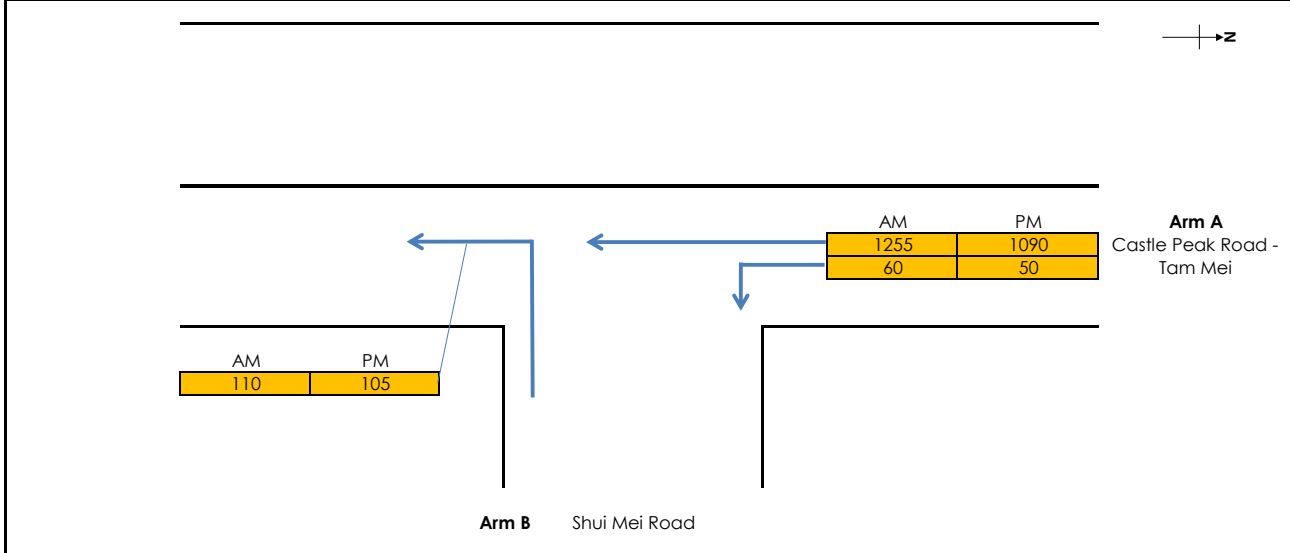 N
AM PM Arm A
1255 1090 Castle Peak Road -
60 50 Tam Mei
AM PM
110 105
Arm B Shui Mei Road